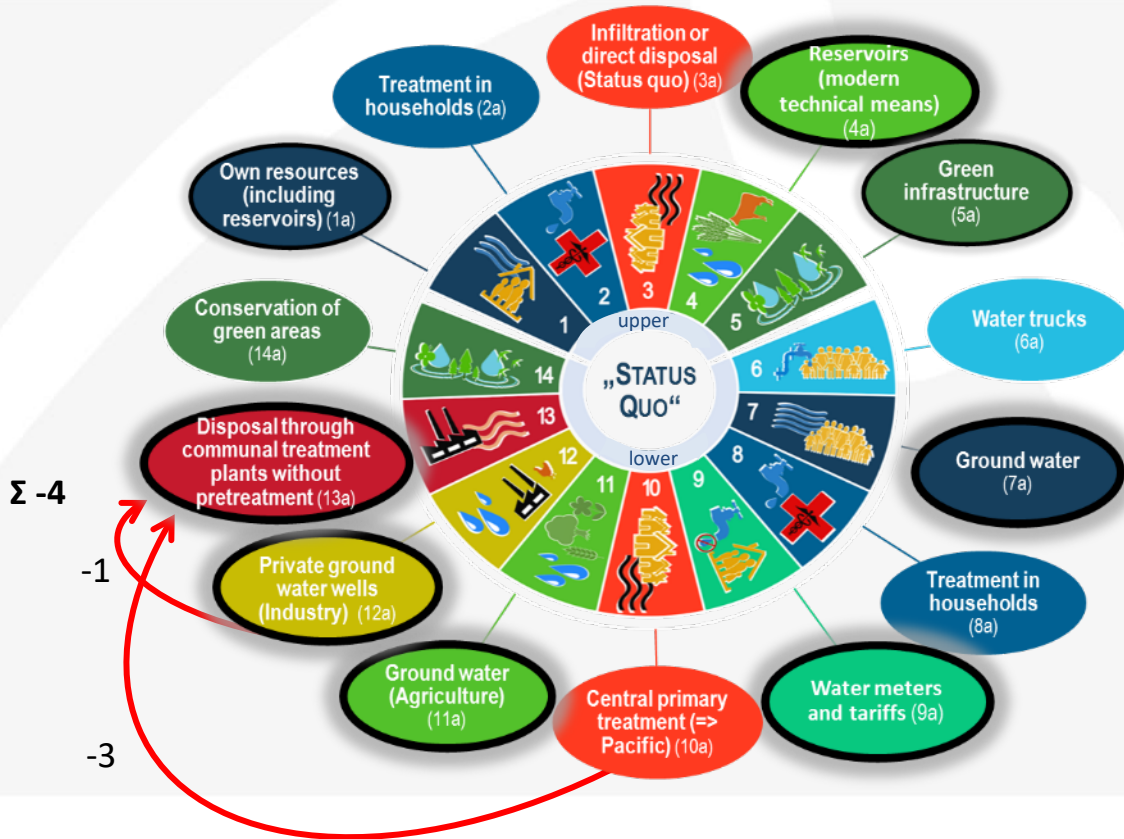 Infiltration or
direct disposal
(Status quo) (3a)
Reservoirs
(modern
technical means)
(4a)
Treatment in
households (2a)
Green
infrastructure
(5a)
Own resources
(including
reservoirs) (1a)
Conservation of
green areas
(14a)
Water trucks
(6a)
Disposal through
communal treatment
plants without
pretreatment (13a)
Ground water
(7a)
Private ground
water wells
(Industry) (12a)
Treatment in
households
(8a)
Ground water
(Agriculture)
(11a)
Central primary
treatment (=>
Pacific) (10a)
Water meters
and tariffs (9a)
1
2
3
4
5
6
7
8
9
10
11
12
13
14
upper
„STATUS
QUO“
lower
Σ -4
-1
-3